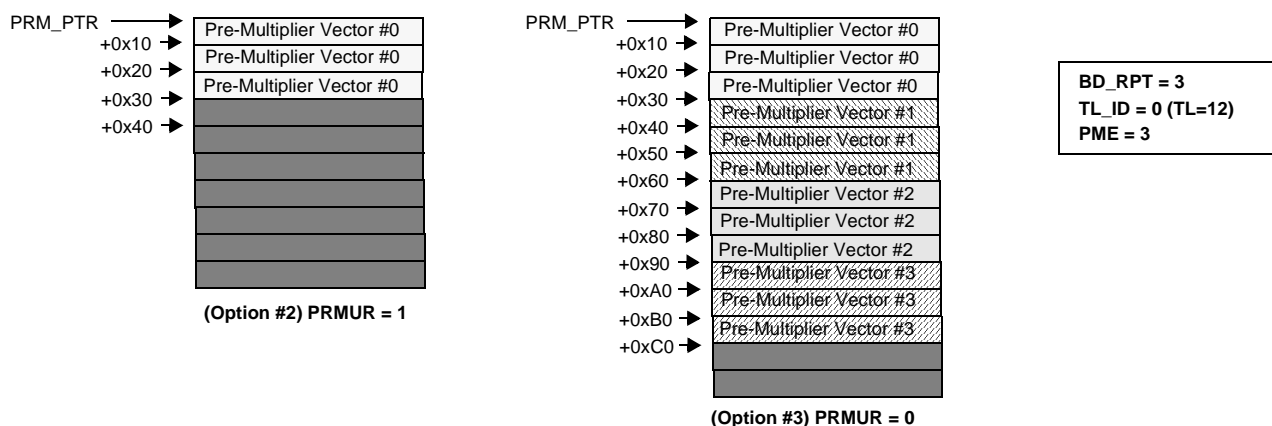 PRM_PTR
Pre-Multiplier Vector #0
+0x10
Pre-Multiplier Vector #0
+0x20
Pre-Multiplier Vector #0
+0x30
+0x40
(Option #2) PRMUR = 1
PRM_PTR
Pre-Multiplier Vector #0
+0x10
Pre-Multiplier Vector #0
+0x20
Pre-Multiplier Vector #0
+0x30
Pre-Multiplier Vector #1
+0x40
Pre-Multiplier Vector #1
+0x50
Pre-Multiplier Vector #1
+0x60
Pre-Multiplier Vector #2
+0x70
Pre-Multiplier Vector #2
+0x80
Pre-Multiplier Vector #2
+0x90
Pre-Multiplier Vector #3
+0xA0
Pre-Multiplier Vector #3
+0xB0
Pre-Multiplier Vector #3
+0xC0
(Option #3) PRMUR = 0
BD_RPT = 3
TL_ID = 0 (TL=12)
PME = 3